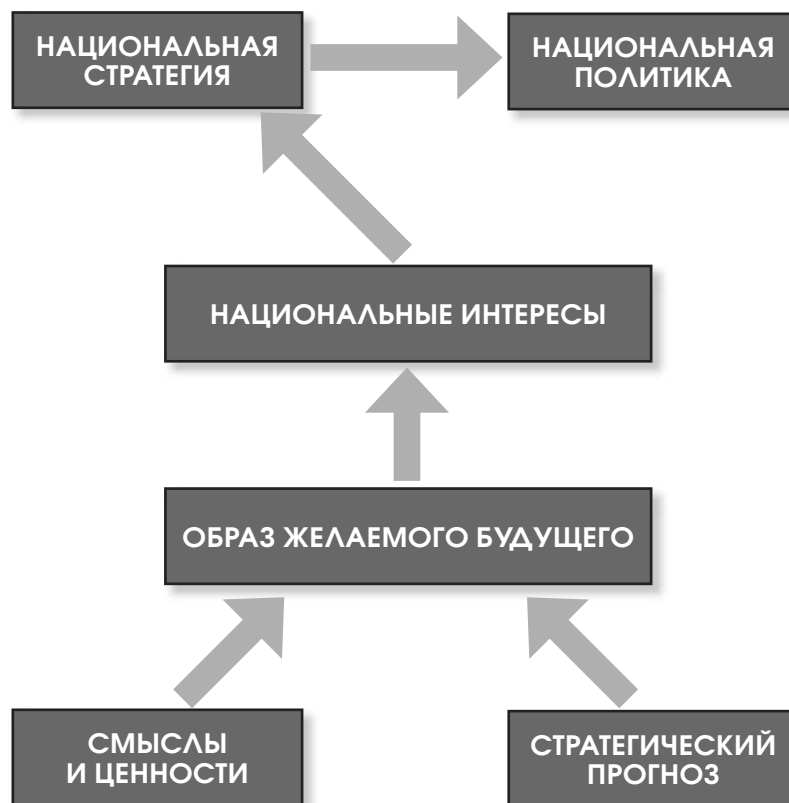 НАЦИОНАЛЬНАЯ
СТРАТЕГИЯ
НАЦИОНАЛЬНАЯ
ПОЛИТИКА
НАЦИОНАЛЬНЫЕ ИНТЕРЕСЫ
ОБРАЗ ЖЕЛАЕМОГО БУДУЩЕГО
СМЫСЛЫ
И ЦЕННОСТИ
СТРАТЕГИЧЕСКИЙ
ПРОГНОЗ